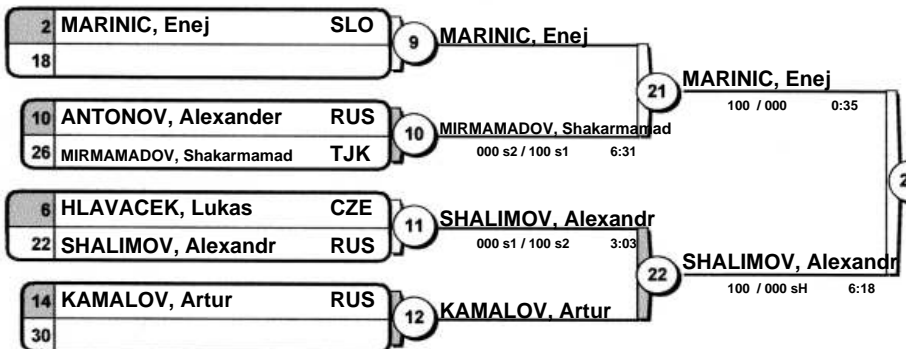 2 MARINIC, Enej SLO
18
9 MARINIC, Enej
10 ANTONOV, Alexander RUS
26 MIRMAMADOV, Shakarmamad TJK
10 MIRMAMADOV, Shakarmamad
000 s2 / 100 s1 6:31
21 MARINIC, Enej
100 / 000 0:35
6 HLAVACEK, Lukas CZE
22 SHALIMOV, Alexandr RUS
11 SHALIMOV, Alexandr
000 s1 / 100 s2 3:03
14 KAMALOV, Artur RUS
30
12 KAMALOV, Artur
22 SHALIMOV, Alexandr
100 / 000 sH 6:18